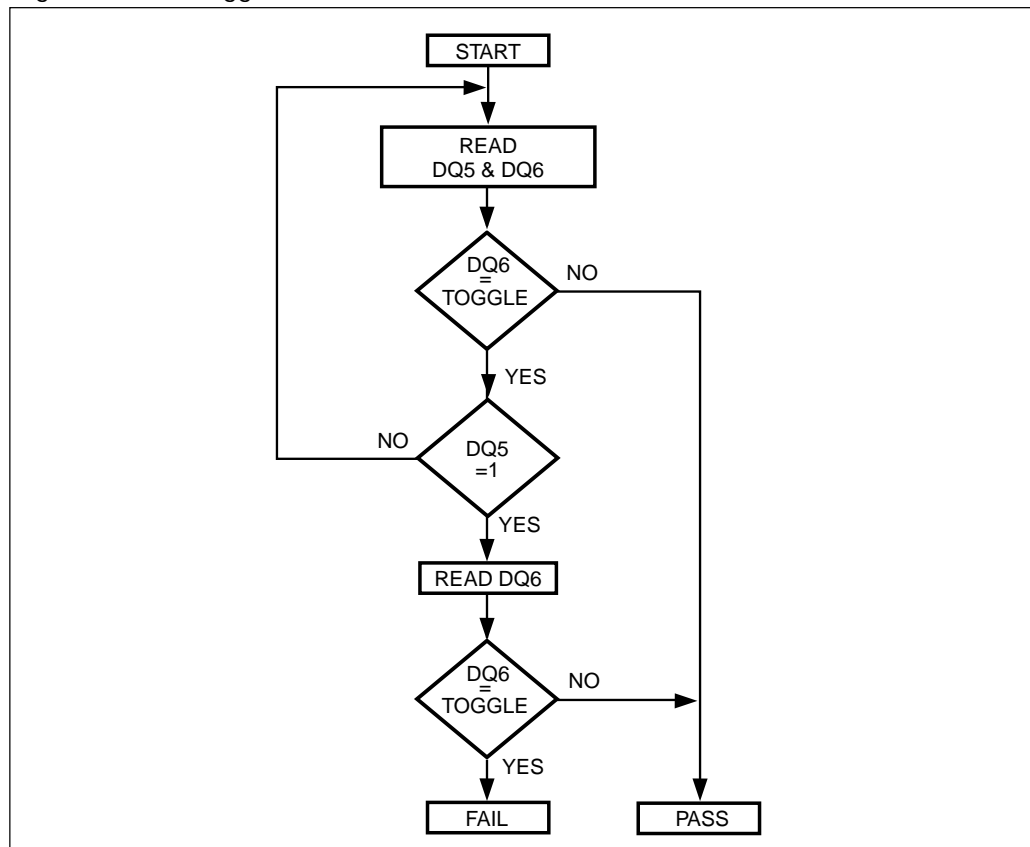 START
READ
DQ5 & DQ6
DQ6
=
TOGGLE
NO
YES
NO
DQ5
=1
YES
READ DQ6
DQ6
=
TOGGLE
NO
YES
FAIL
PASS